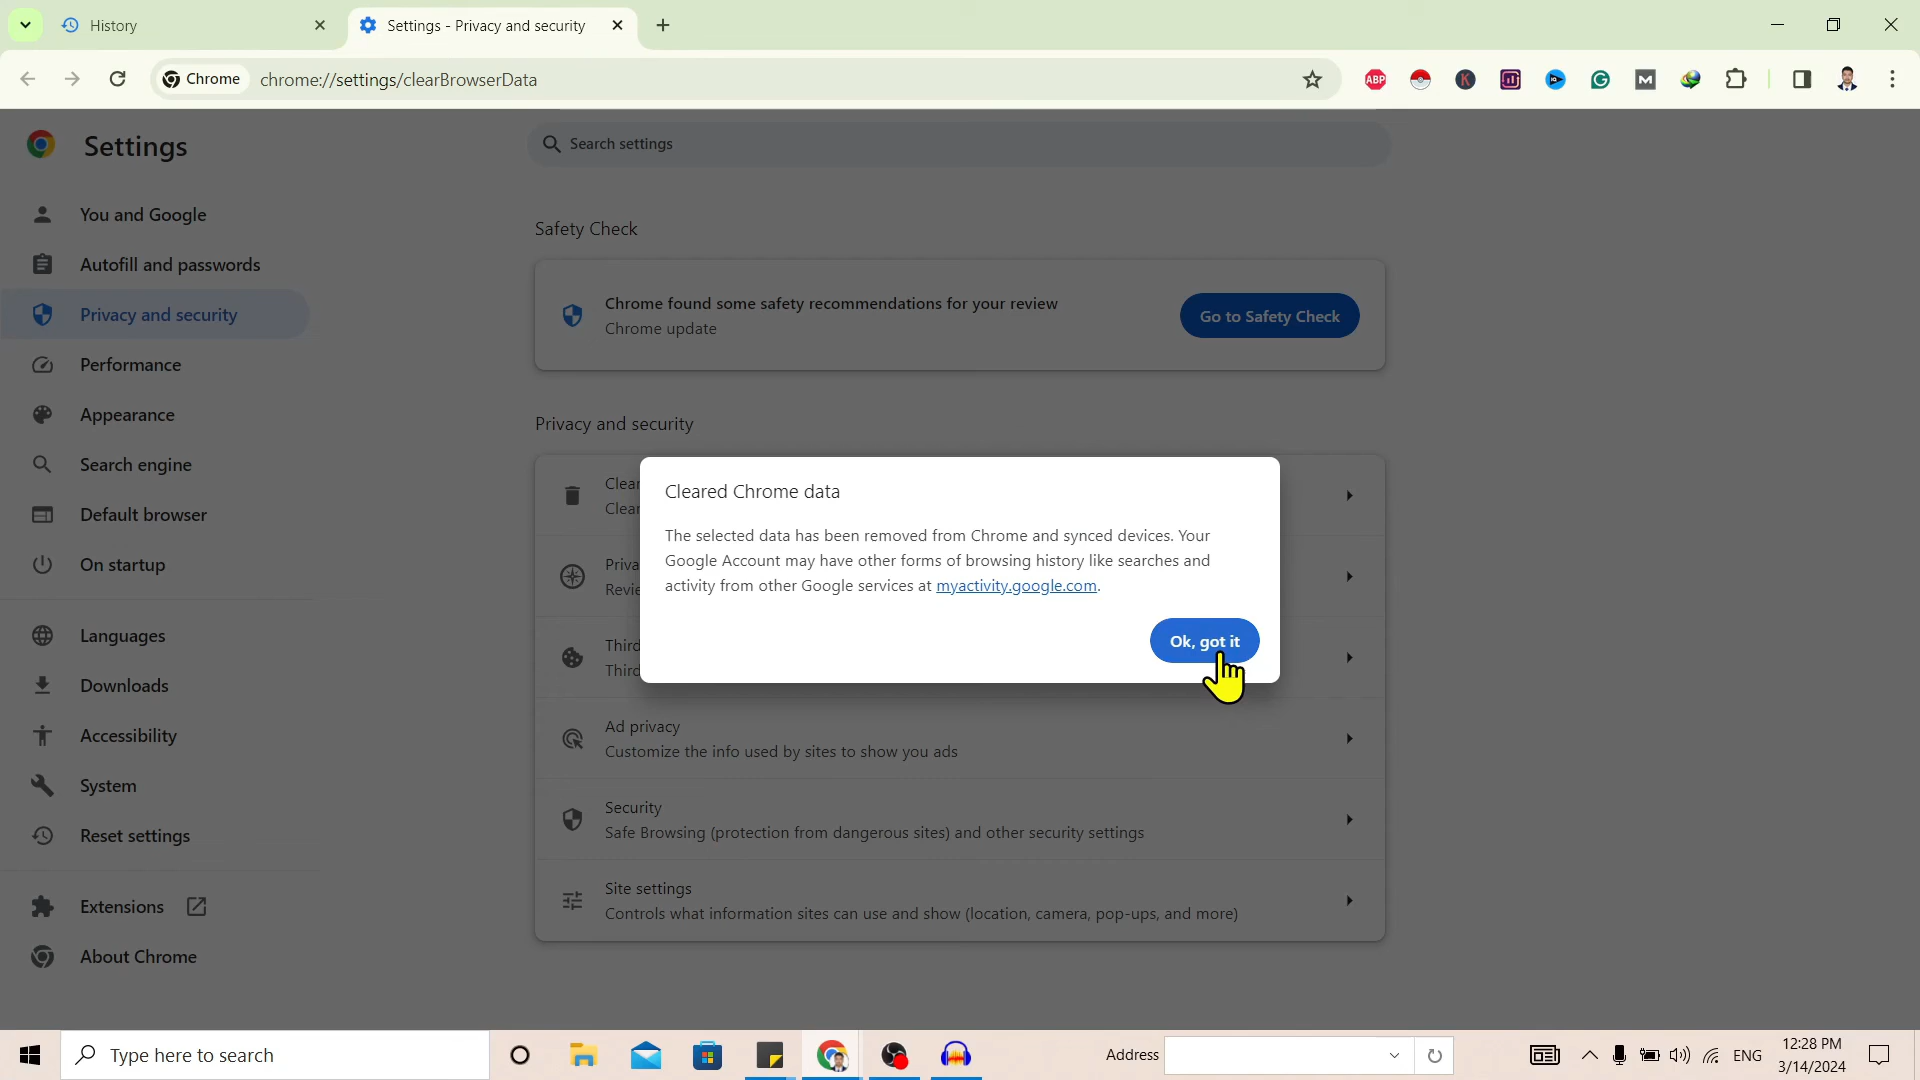 History
Settings - Privacy and security
Chrome
chrome://settings/clearBrowserData
ABP
K
M
Settings
Search settings
You and Google
Autofill and passwords
Privacy and security
Performance
Appearance
Search engine
Default browser
On startup
Languages
Downloads
Accessibility
System
Reset settings
Extensions
About Chrome
Safety Check
Chrome found some safety recommendations for your review
Chrome update
Go to Safety Check
Privacy and security
Clear
Clear
Priva
Revie
Third
Third
Cleared Chrome data
The selected data has been removed from Chrome and synced devices. Your
Google Account may have other forms of browsing history like searches and
activity from other Google services at myactivity.google.com.
Ok, got it
Ad privacy
Customize the info used by sites to show you ads
Security
Safe Browsing (protection from dangerous sites) and other security settings
Site settings
Controls what information sites can use and show (location, camera, pop-ups, and more)
Type here to search
Address
ENG
12:28 PM
3/14/2024